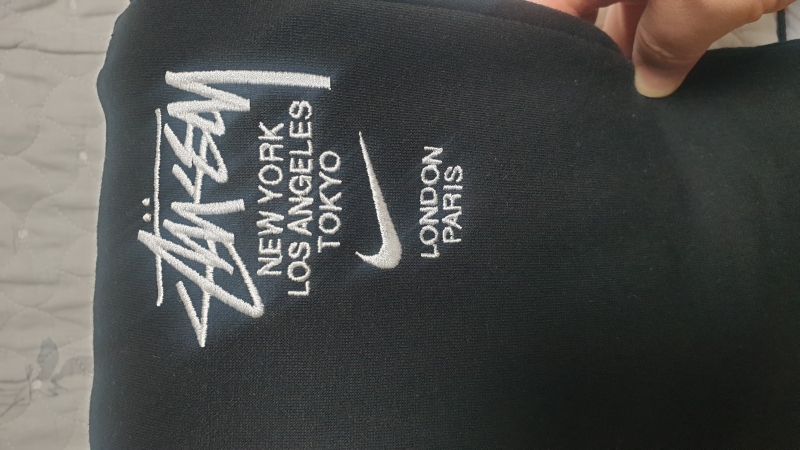 STÜSSY
NEW YORK
LOS ANGELES
TOKYO
LONDON
PARIS